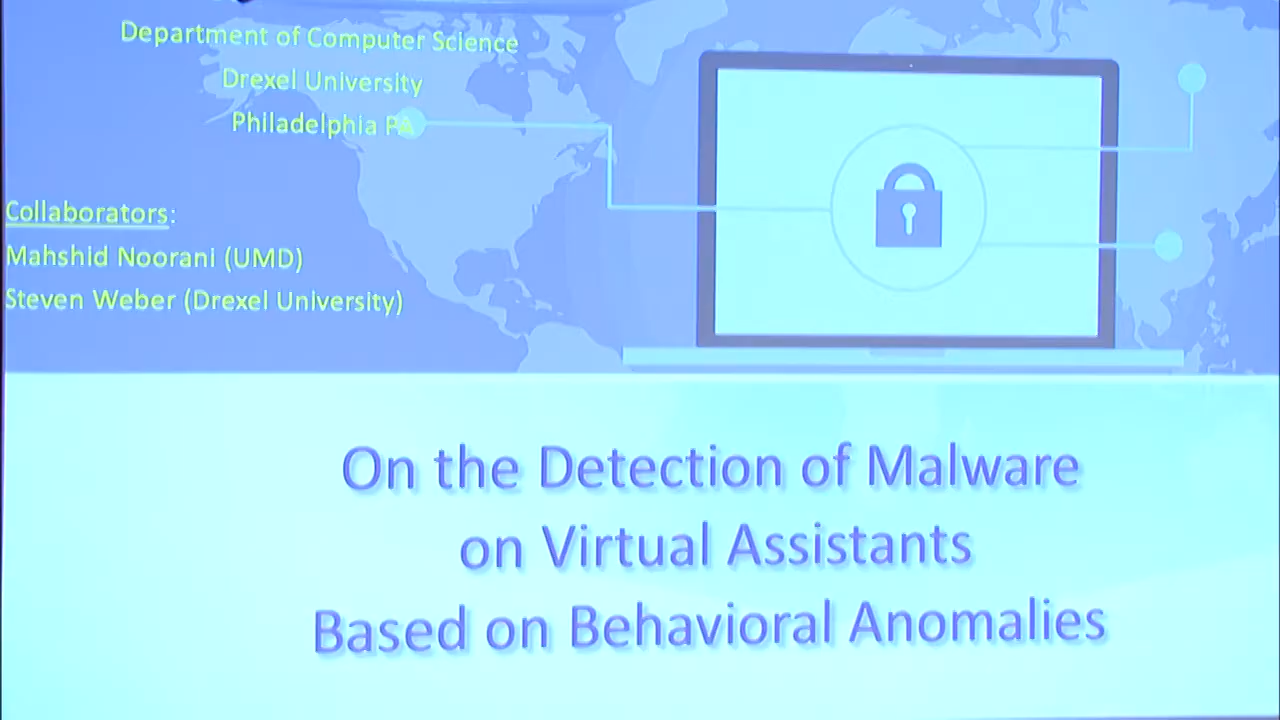 Department of Computer Science
Drexel University
Philadelphia PA
Collaborators:
Mahshid Noorani (UMD)
Steven Weber (Drexel University)
On the Detection of Malware
on Virtual Assistants
Based on Behavioral Anomalies